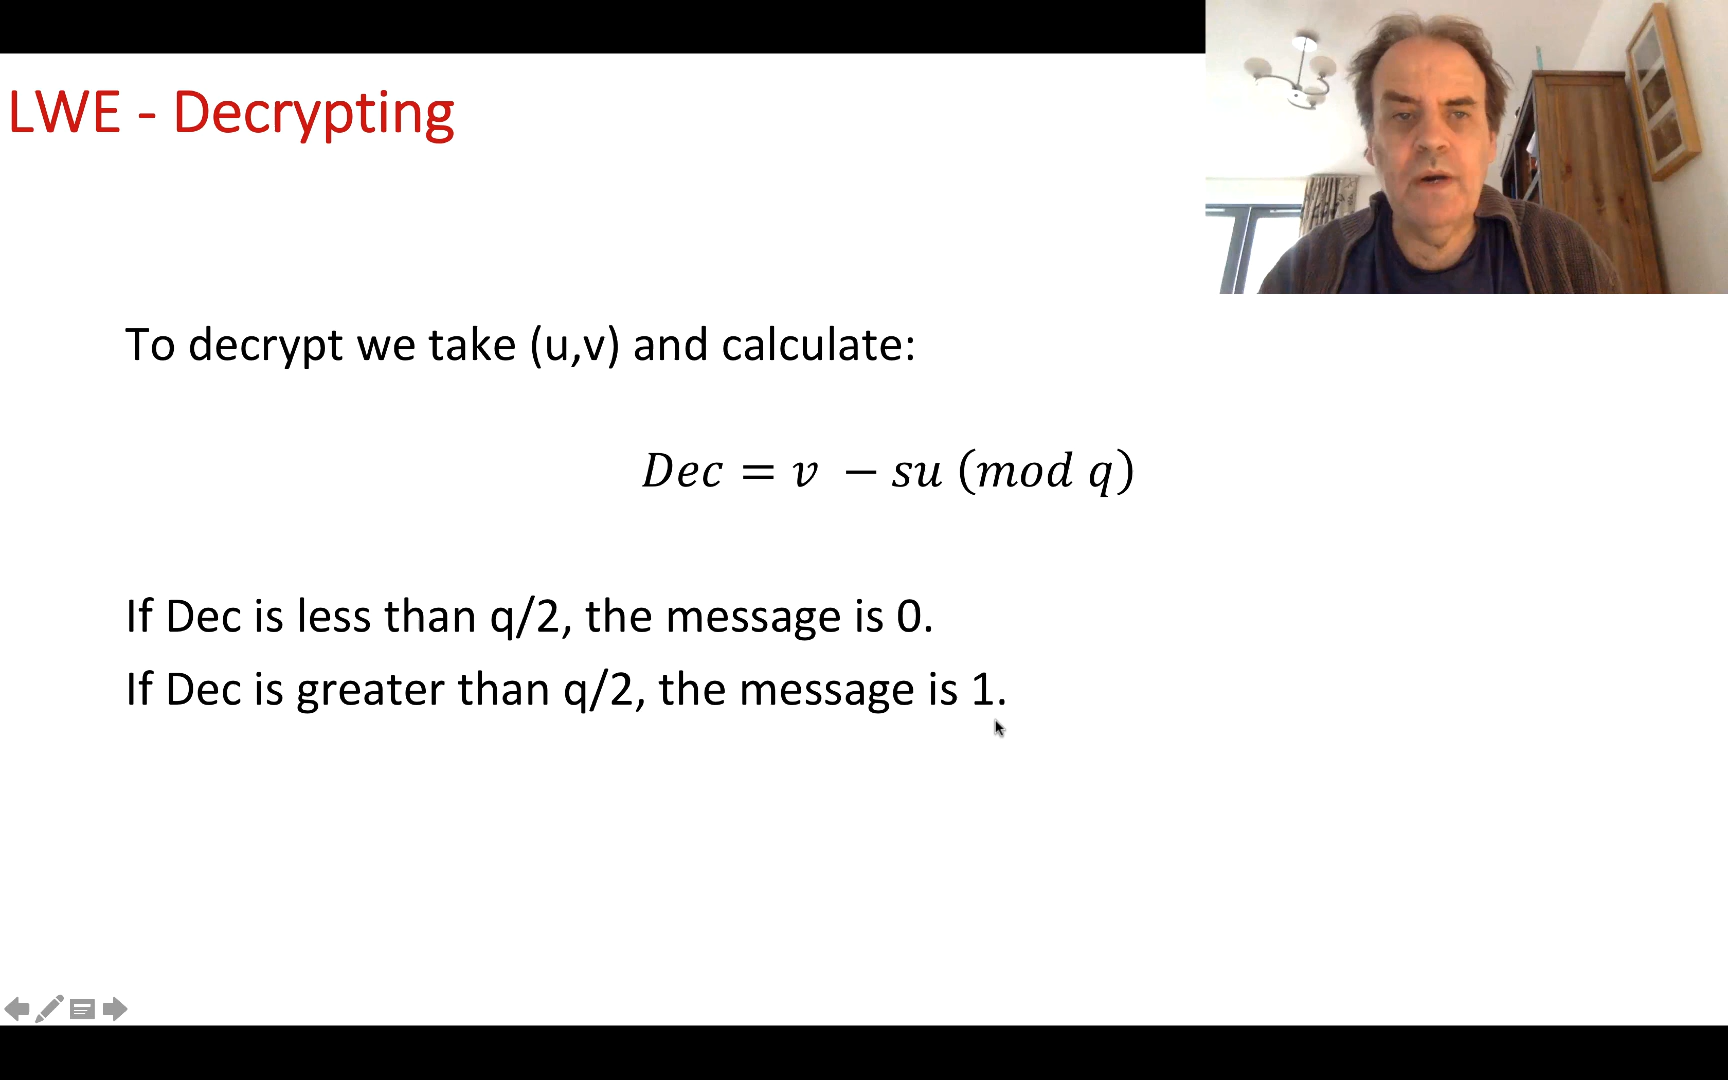 LWE - Decrypting
To decrypt we take (u,v) and calculate:
Dec = v − su (mod q)
If Dec is less than q/2, the message is 0.
If Dec is greater than q/2, the message is 1.